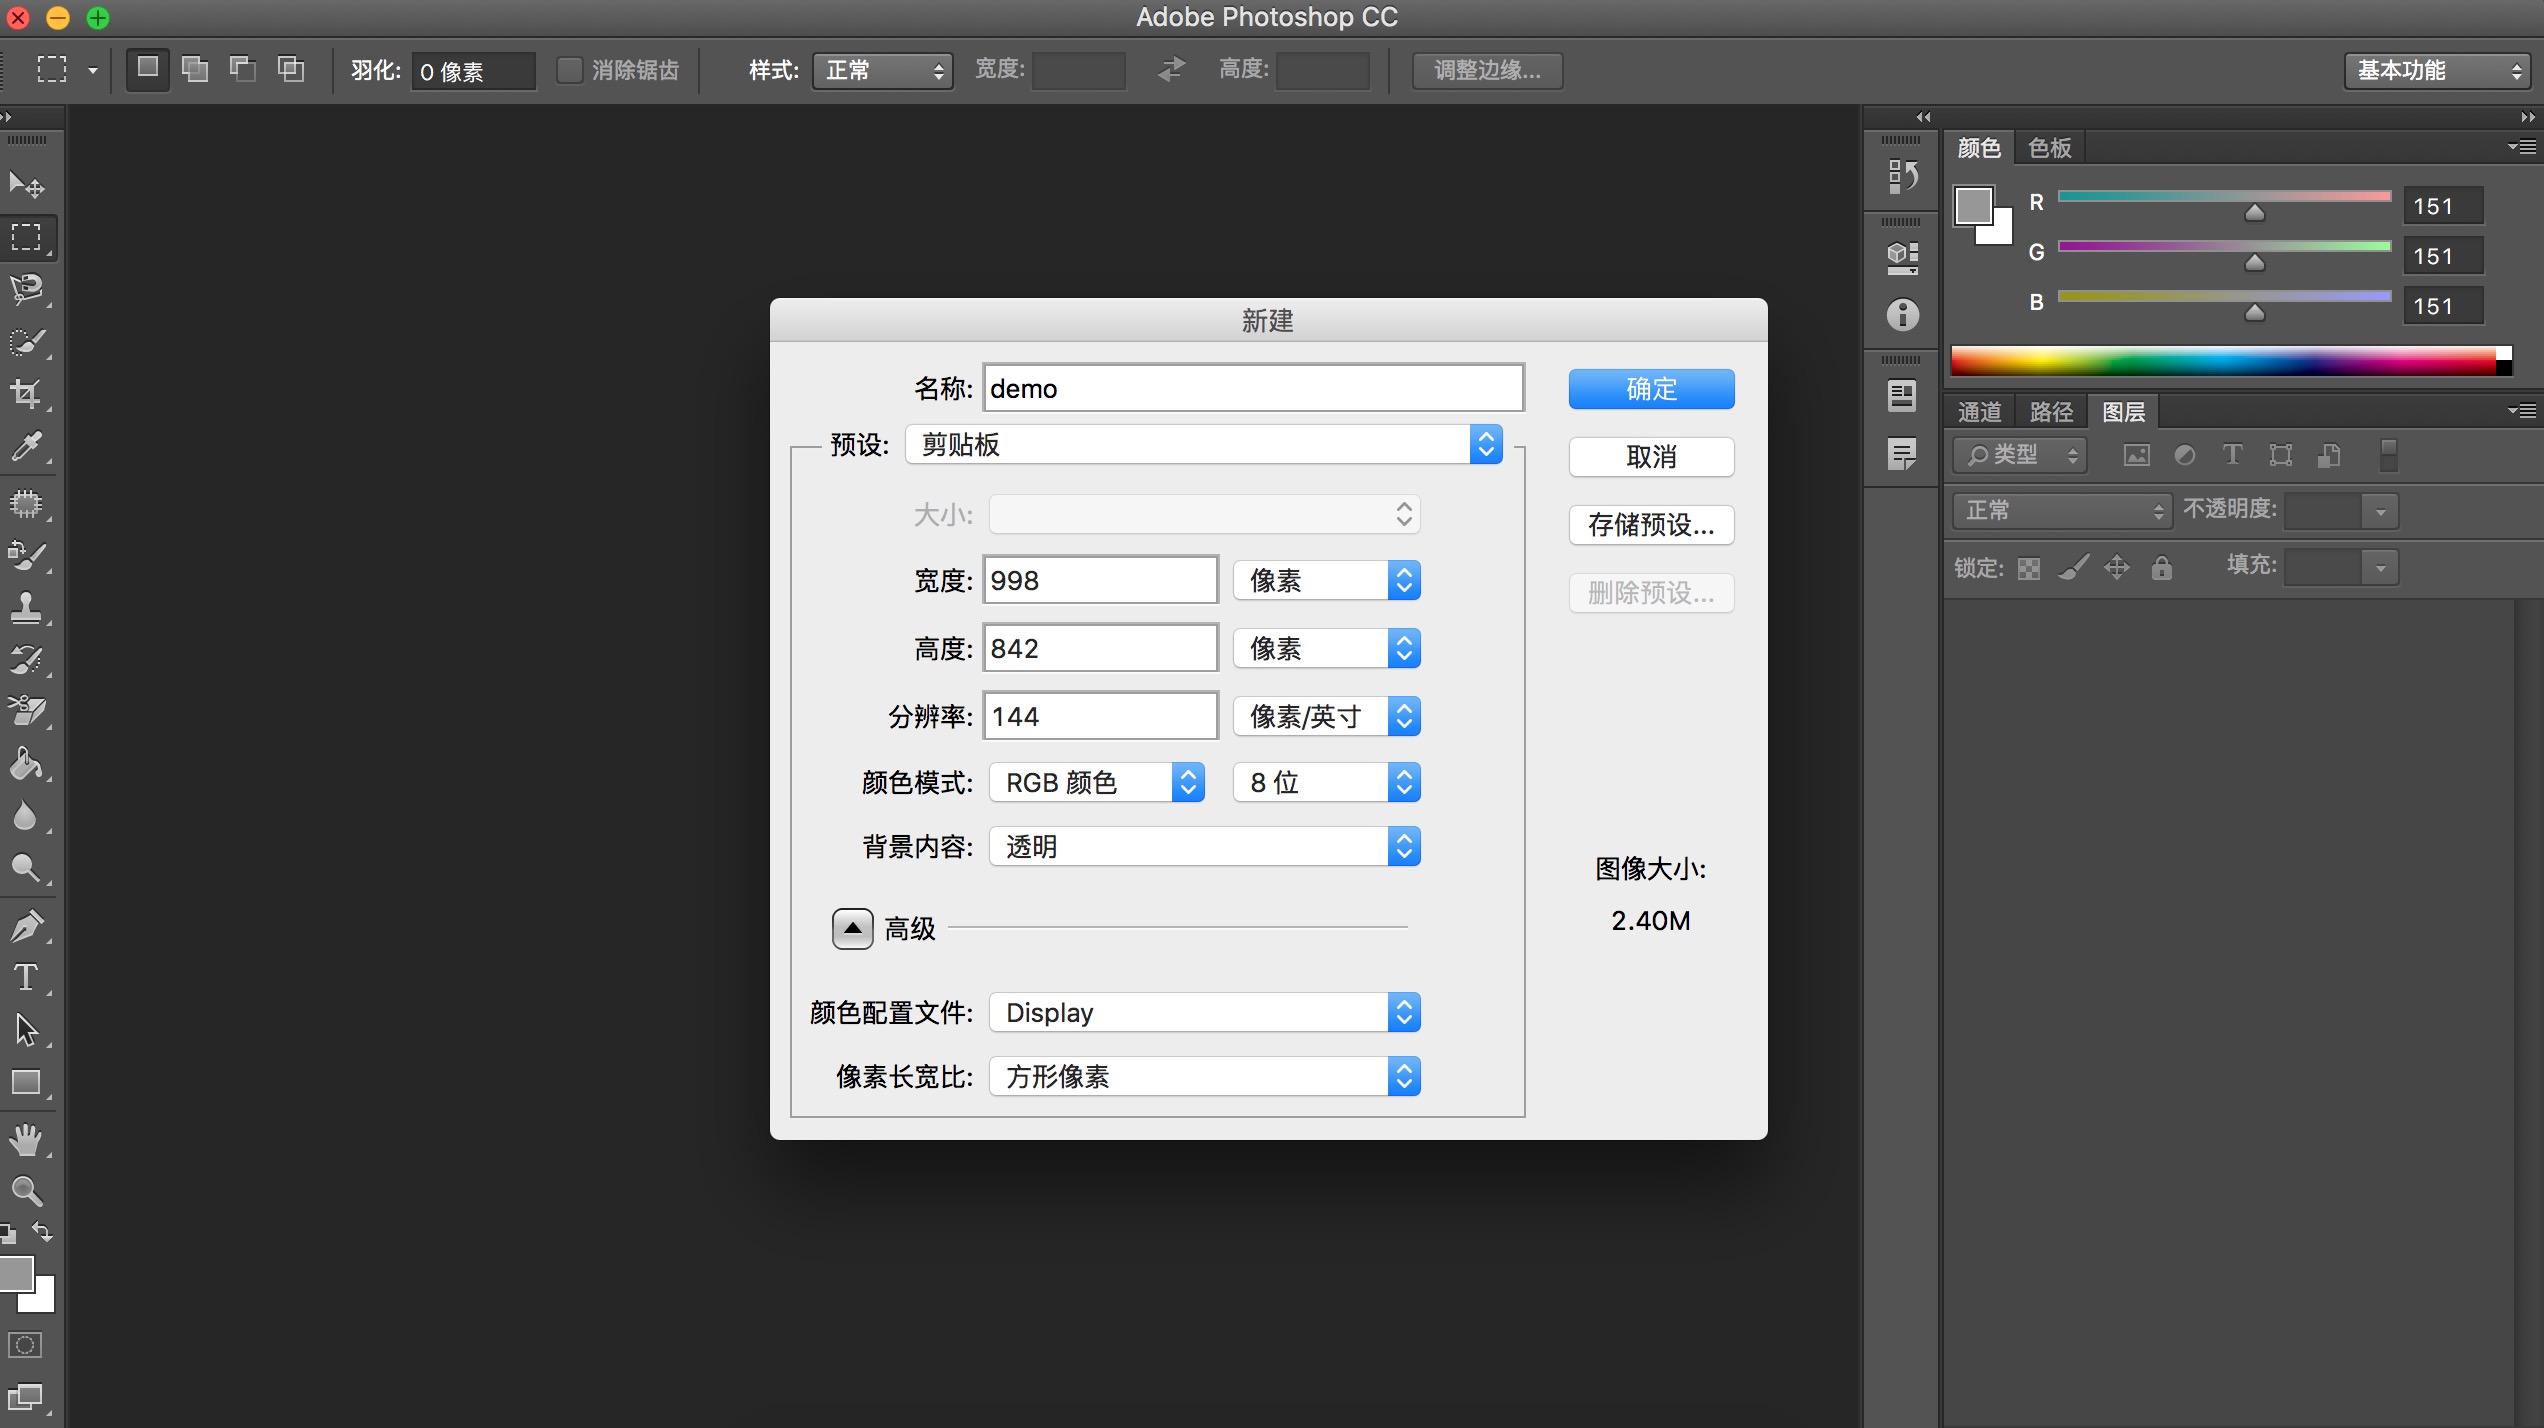 Adobe Photoshop CC
羽化: 0 像素 消除锯齿 样式: 正常 宽度: 高度: 调整边缘... 基本功能
颜色 色板
R 151
G 151
B 151
通道 路径 图层
类型
正常 不透明度:
锁定: 填充:
新建
名称: demo 确定
预设: 剪贴板 取消
大小: 存储预设...
宽度: 998 像素 删除预设...
高度: 842 像素
分辨率: 144 像素/英寸
颜色模式: RGB 颜色 8 位
背景内容: 透明
图像大小:
2.40M
高级
颜色配置文件: Display
像素长宽比: 方形像素